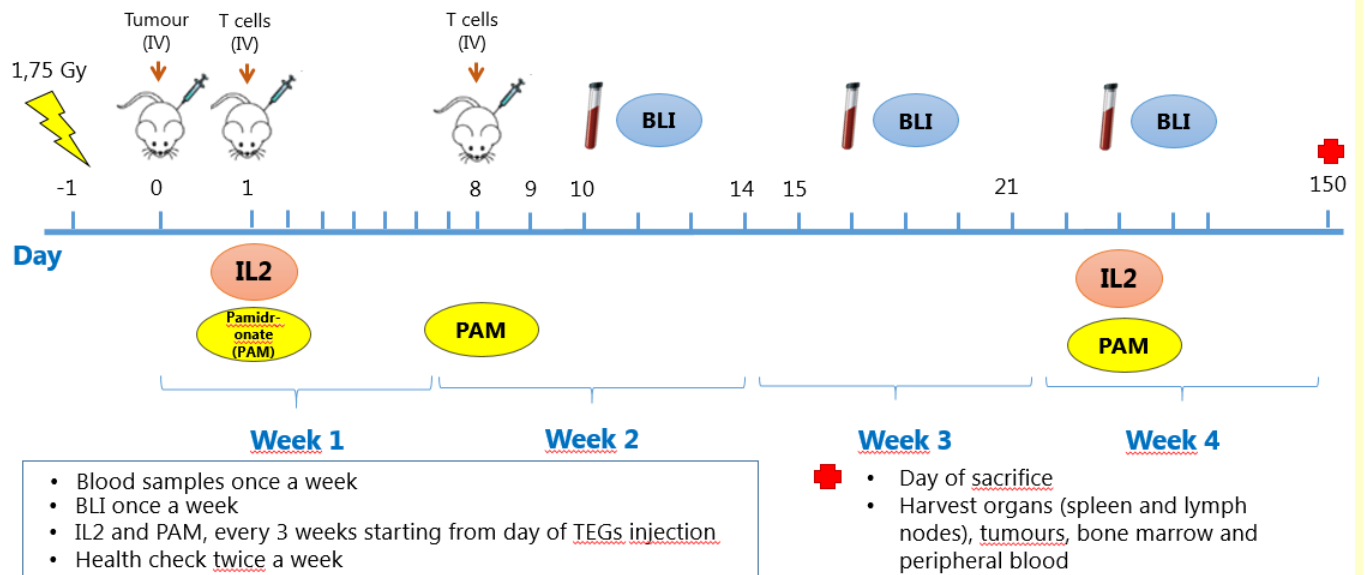 Tumour
(IV)
T cells
(IV)
T cells
(IV)
1,75 Gy
BLI
BLI
BLI
-1
0
1
8
9
10
14
15
21
150
Day
IL2
Pamidr-
onate
(PAM)
PAM
IL2
PAM
Week 1
Week 2
Week 3
Week 4
• Blood samples once a week
• BLI once a week
• IL2 and PAM, every 3 weeks starting from day of TEGs injection
• Health check twice a week
• Day of sacrifice
• Harvest organs (spleen and lymph
nodes), tumours, bone marrow and
peripheral blood